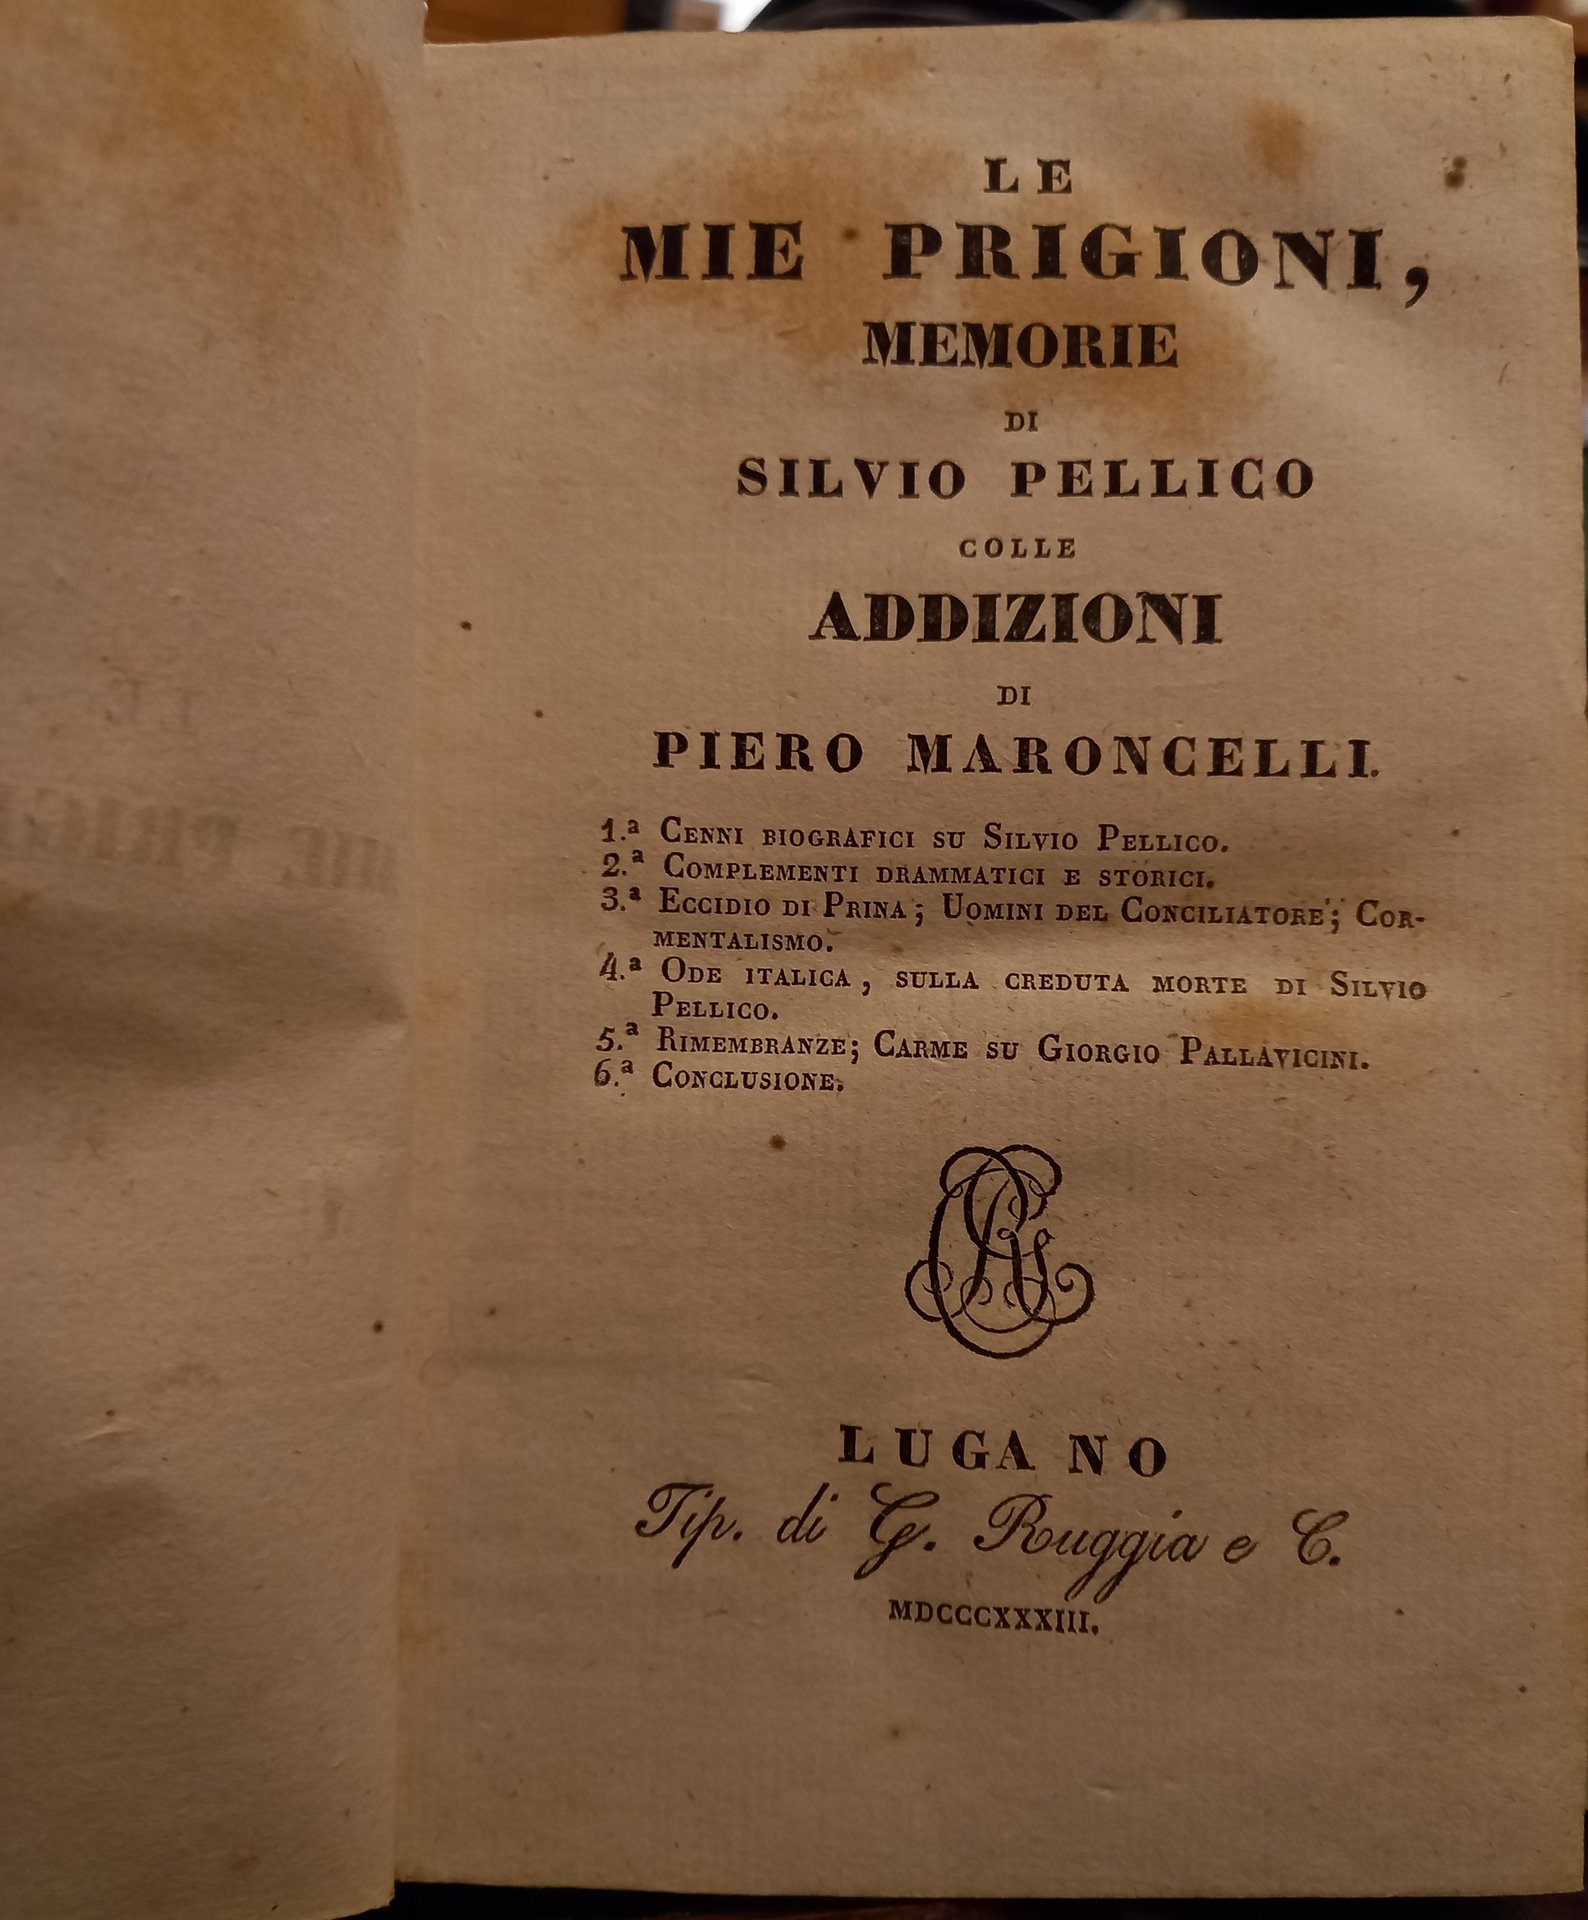 LE
MIE PRIGIONI,
MEMORIE
DI
SILVIO PELLICO
COLLE
ADDIZIONI
DI
PIERO MARONCELLI.
1.ª CENNI BIOGRAFICI SU SILVIO PELLICO.
2.ª COMPLEMENTI DRAMMATICI E STORICI.
3.ª ECCIDIO DI PRINA; UOMINI DEL CONCILIATORE; COR-
MENTALISMO.
4.ª ODE ITALICA, SULLA CREDUTA MORTE DI SILVIO
PELLICO.
5.ª RIMEMBRANZE; CARME SU GIORGIO PALLAVICINI.
6.ª CONCLUSIONE.
LUGANO
Tip. di G. Ruggia e C.
MDCCCXXXIII.